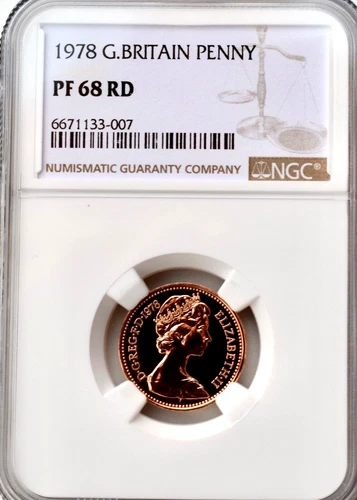 1978 G.BRITAIN PENNY
PF 68 RD
6671133-007
NUMISMATIC GUARANTY COMPANY NGC®
D·G·REG·F·D·1978 ELIZABETH·II